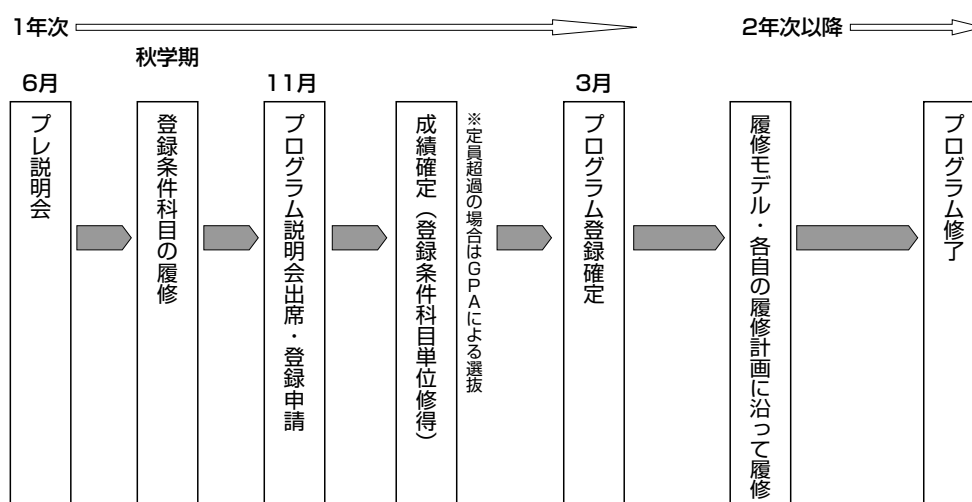 1年次
2年次以降
秋学期
6月
11月
3月
プレ説明会
登録条件科目の履修
プログラム説明会出席・登録申請
成績確定（登録条件科目単位修得）
※定員超過の場合はGPAによる選抜
プログラム登録確定
履修モデル・各自の履修計画に沿って履修
プログラム修了